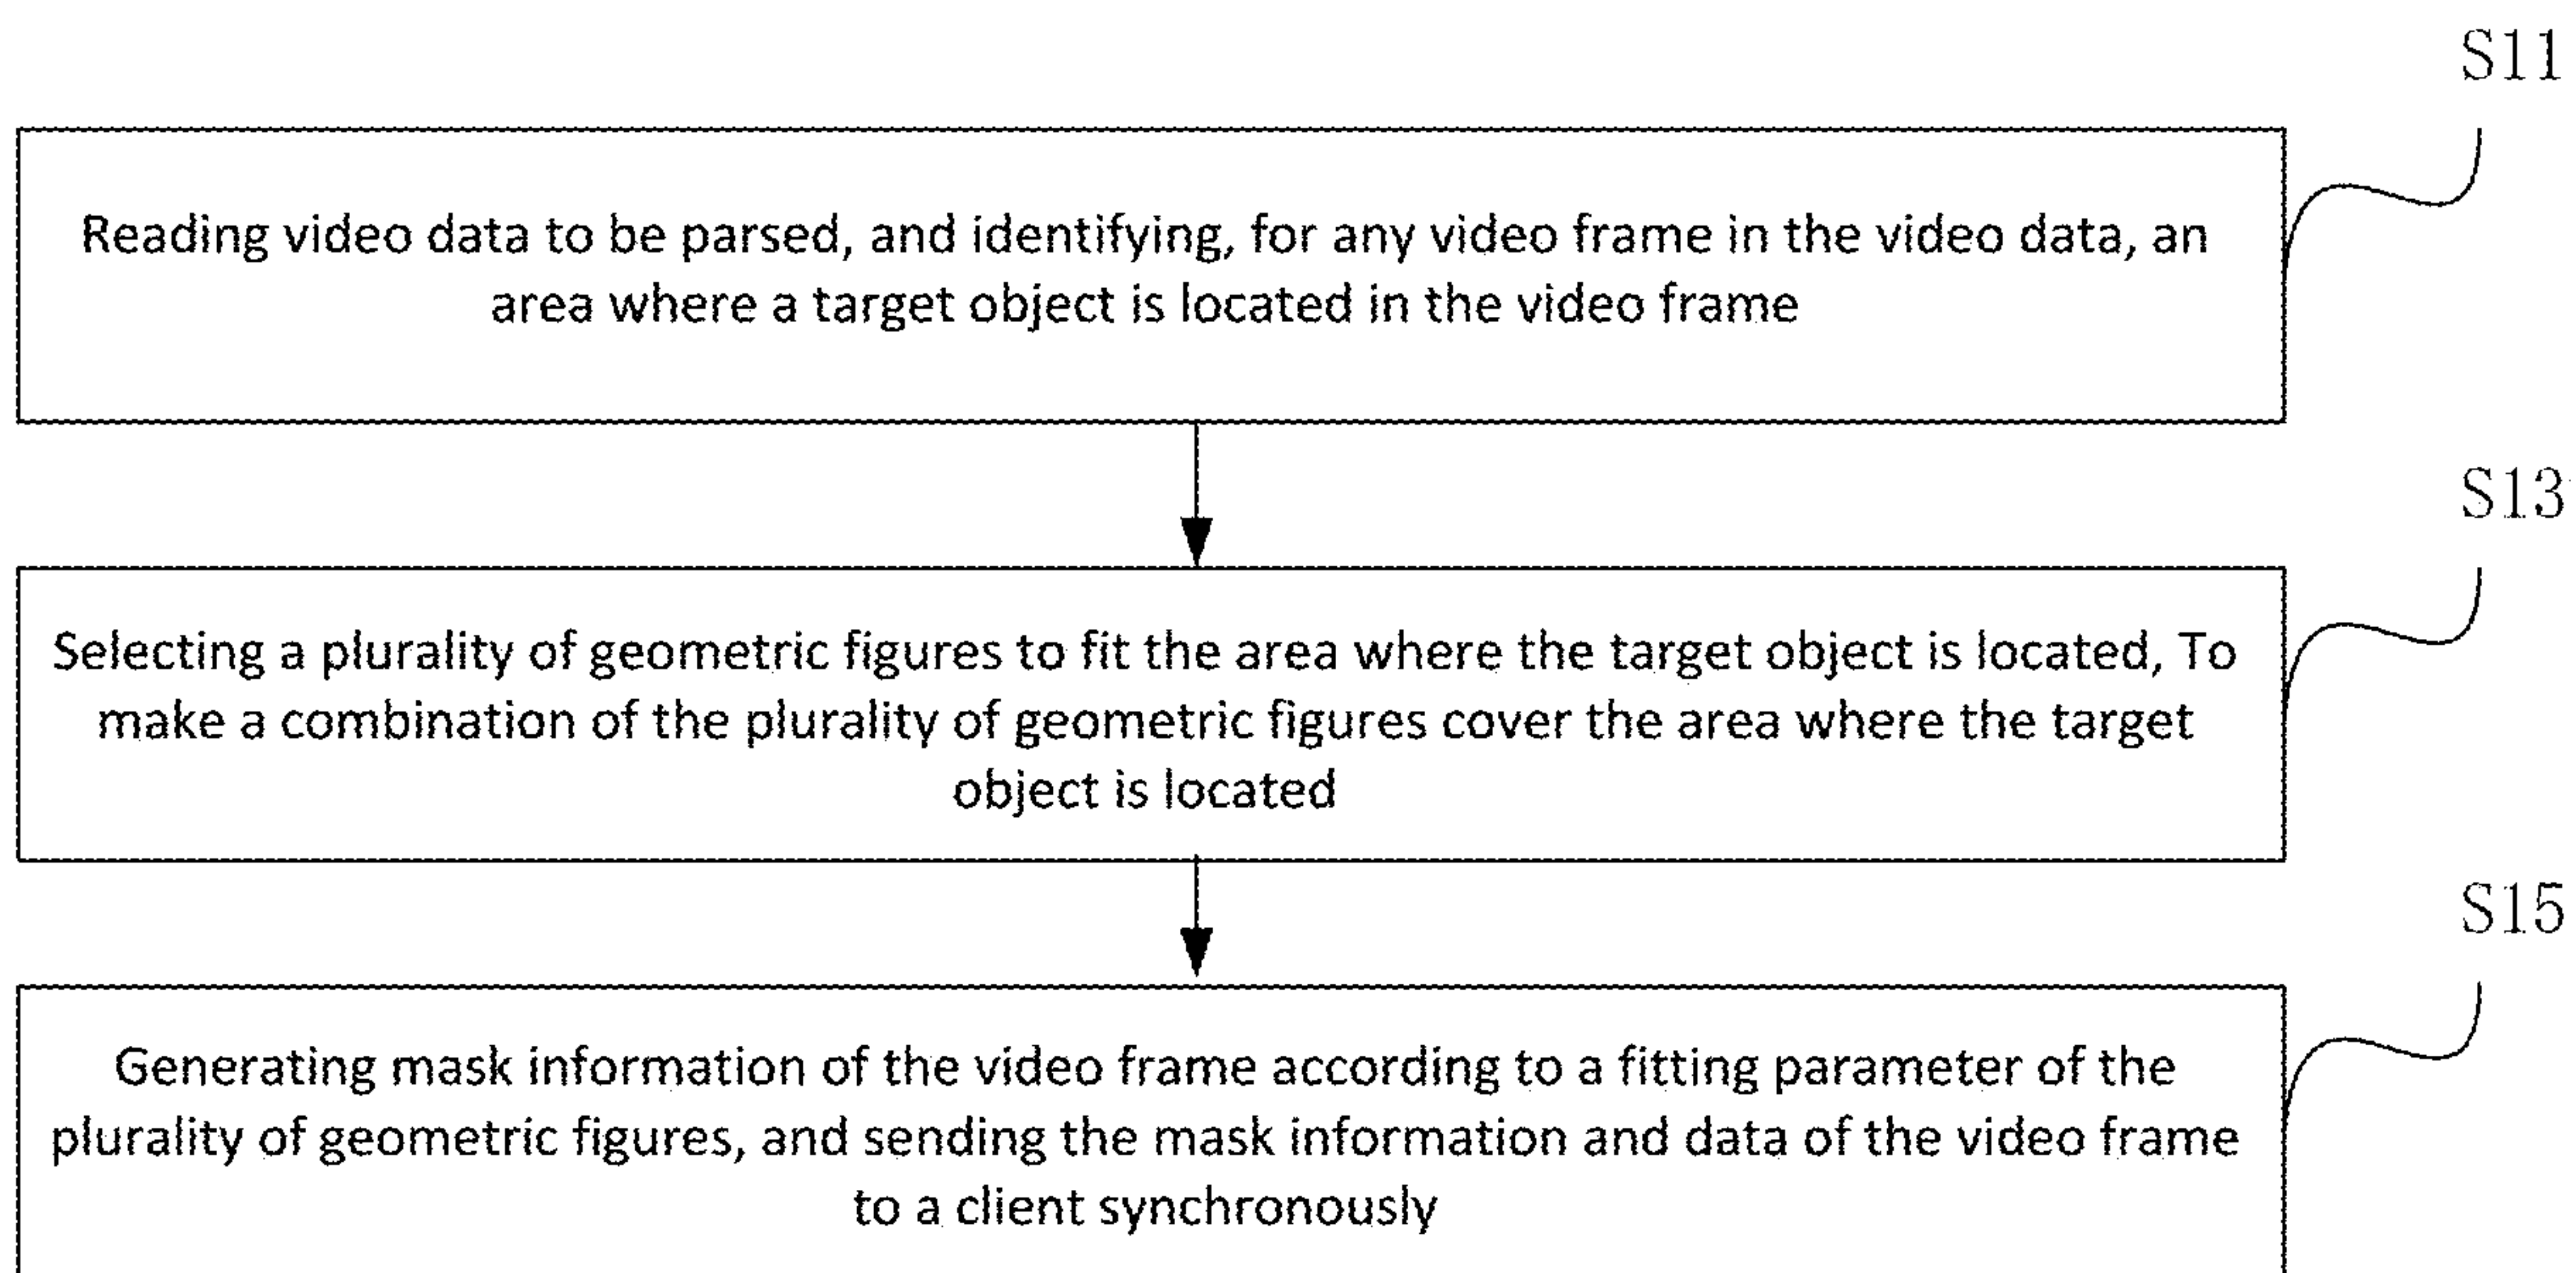 S11
Reading video data to be parsed, and identifying, for any video frame in the video data, an
area where a target object is located in the video frame
S13
Selecting a plurality of geometric figures to fit the area where the target object is located, To
make a combination of the plurality of geometric figures cover the area where the target
object is located
S15
Generating mask information of the video frame according to a fitting parameter of the
plurality of geometric figures, and sending the mask information and data of the video frame
to a client synchronously